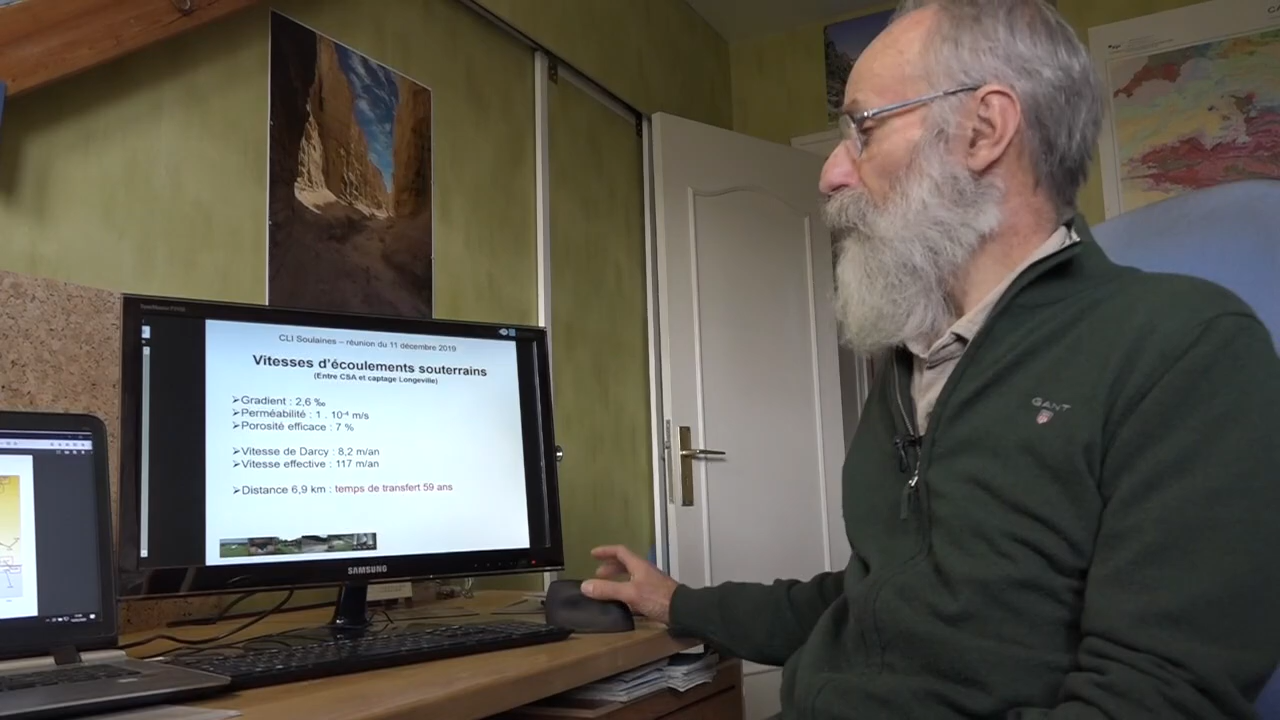 CLI Soulaines – réunion du 11 décembre 2019
Vitesses d'écoulements souterrains
(Entre CSA et captage Longeville)
➢Gradient : 2,6 ‰
➢Perméabilité : 1 . 10⁻⁴ m/s
➢Porosité efficace : 7 %
➢Vitesse de Darcy : 8,2 m/an
➢Vitesse effective : 117 m/an
➢Distance 6,9 km : temps de transfert 59 ans
SAMSUNG
GANT